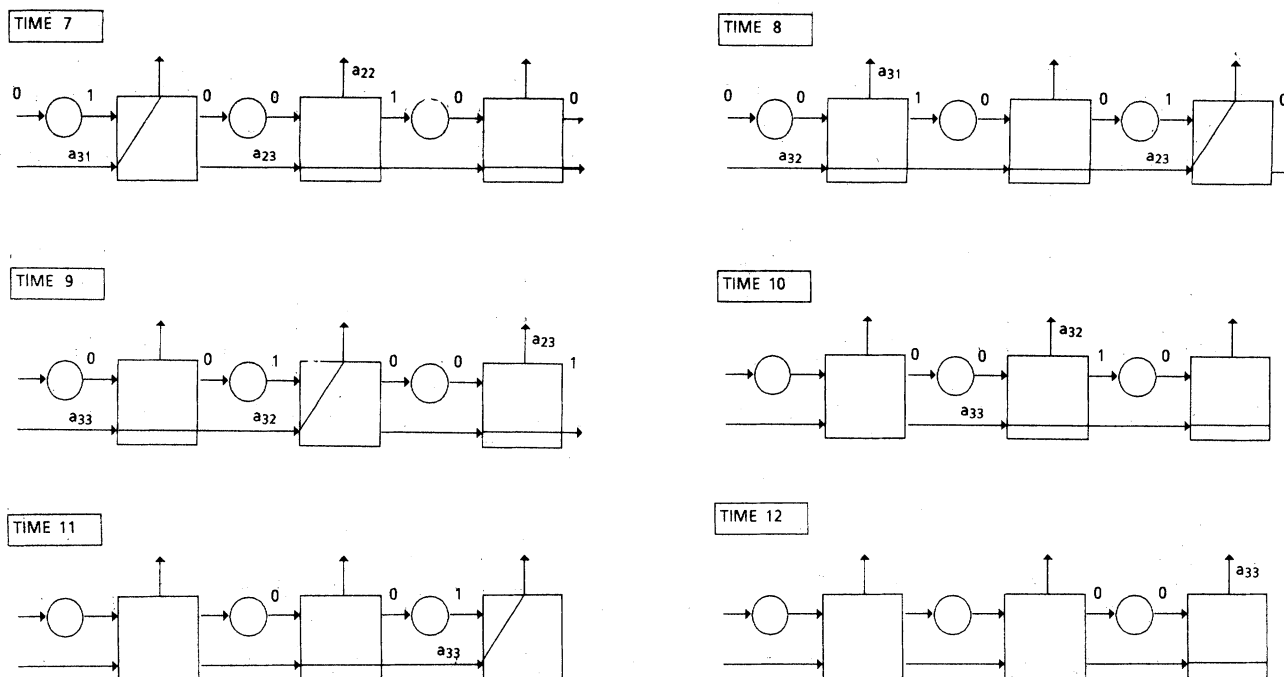 TIME 7
a22
0 1 0 0 1 0 0
a31 a23
TIME 8
a31
0 0 1 0 0 1 0
a32 a23
TIME 9
a23
0 0 1 0 0 1
a33 a32
TIME 10
a32
0 0 1 0
a33
TIME 11
0 0 1
a33
TIME 12
a33
0 0